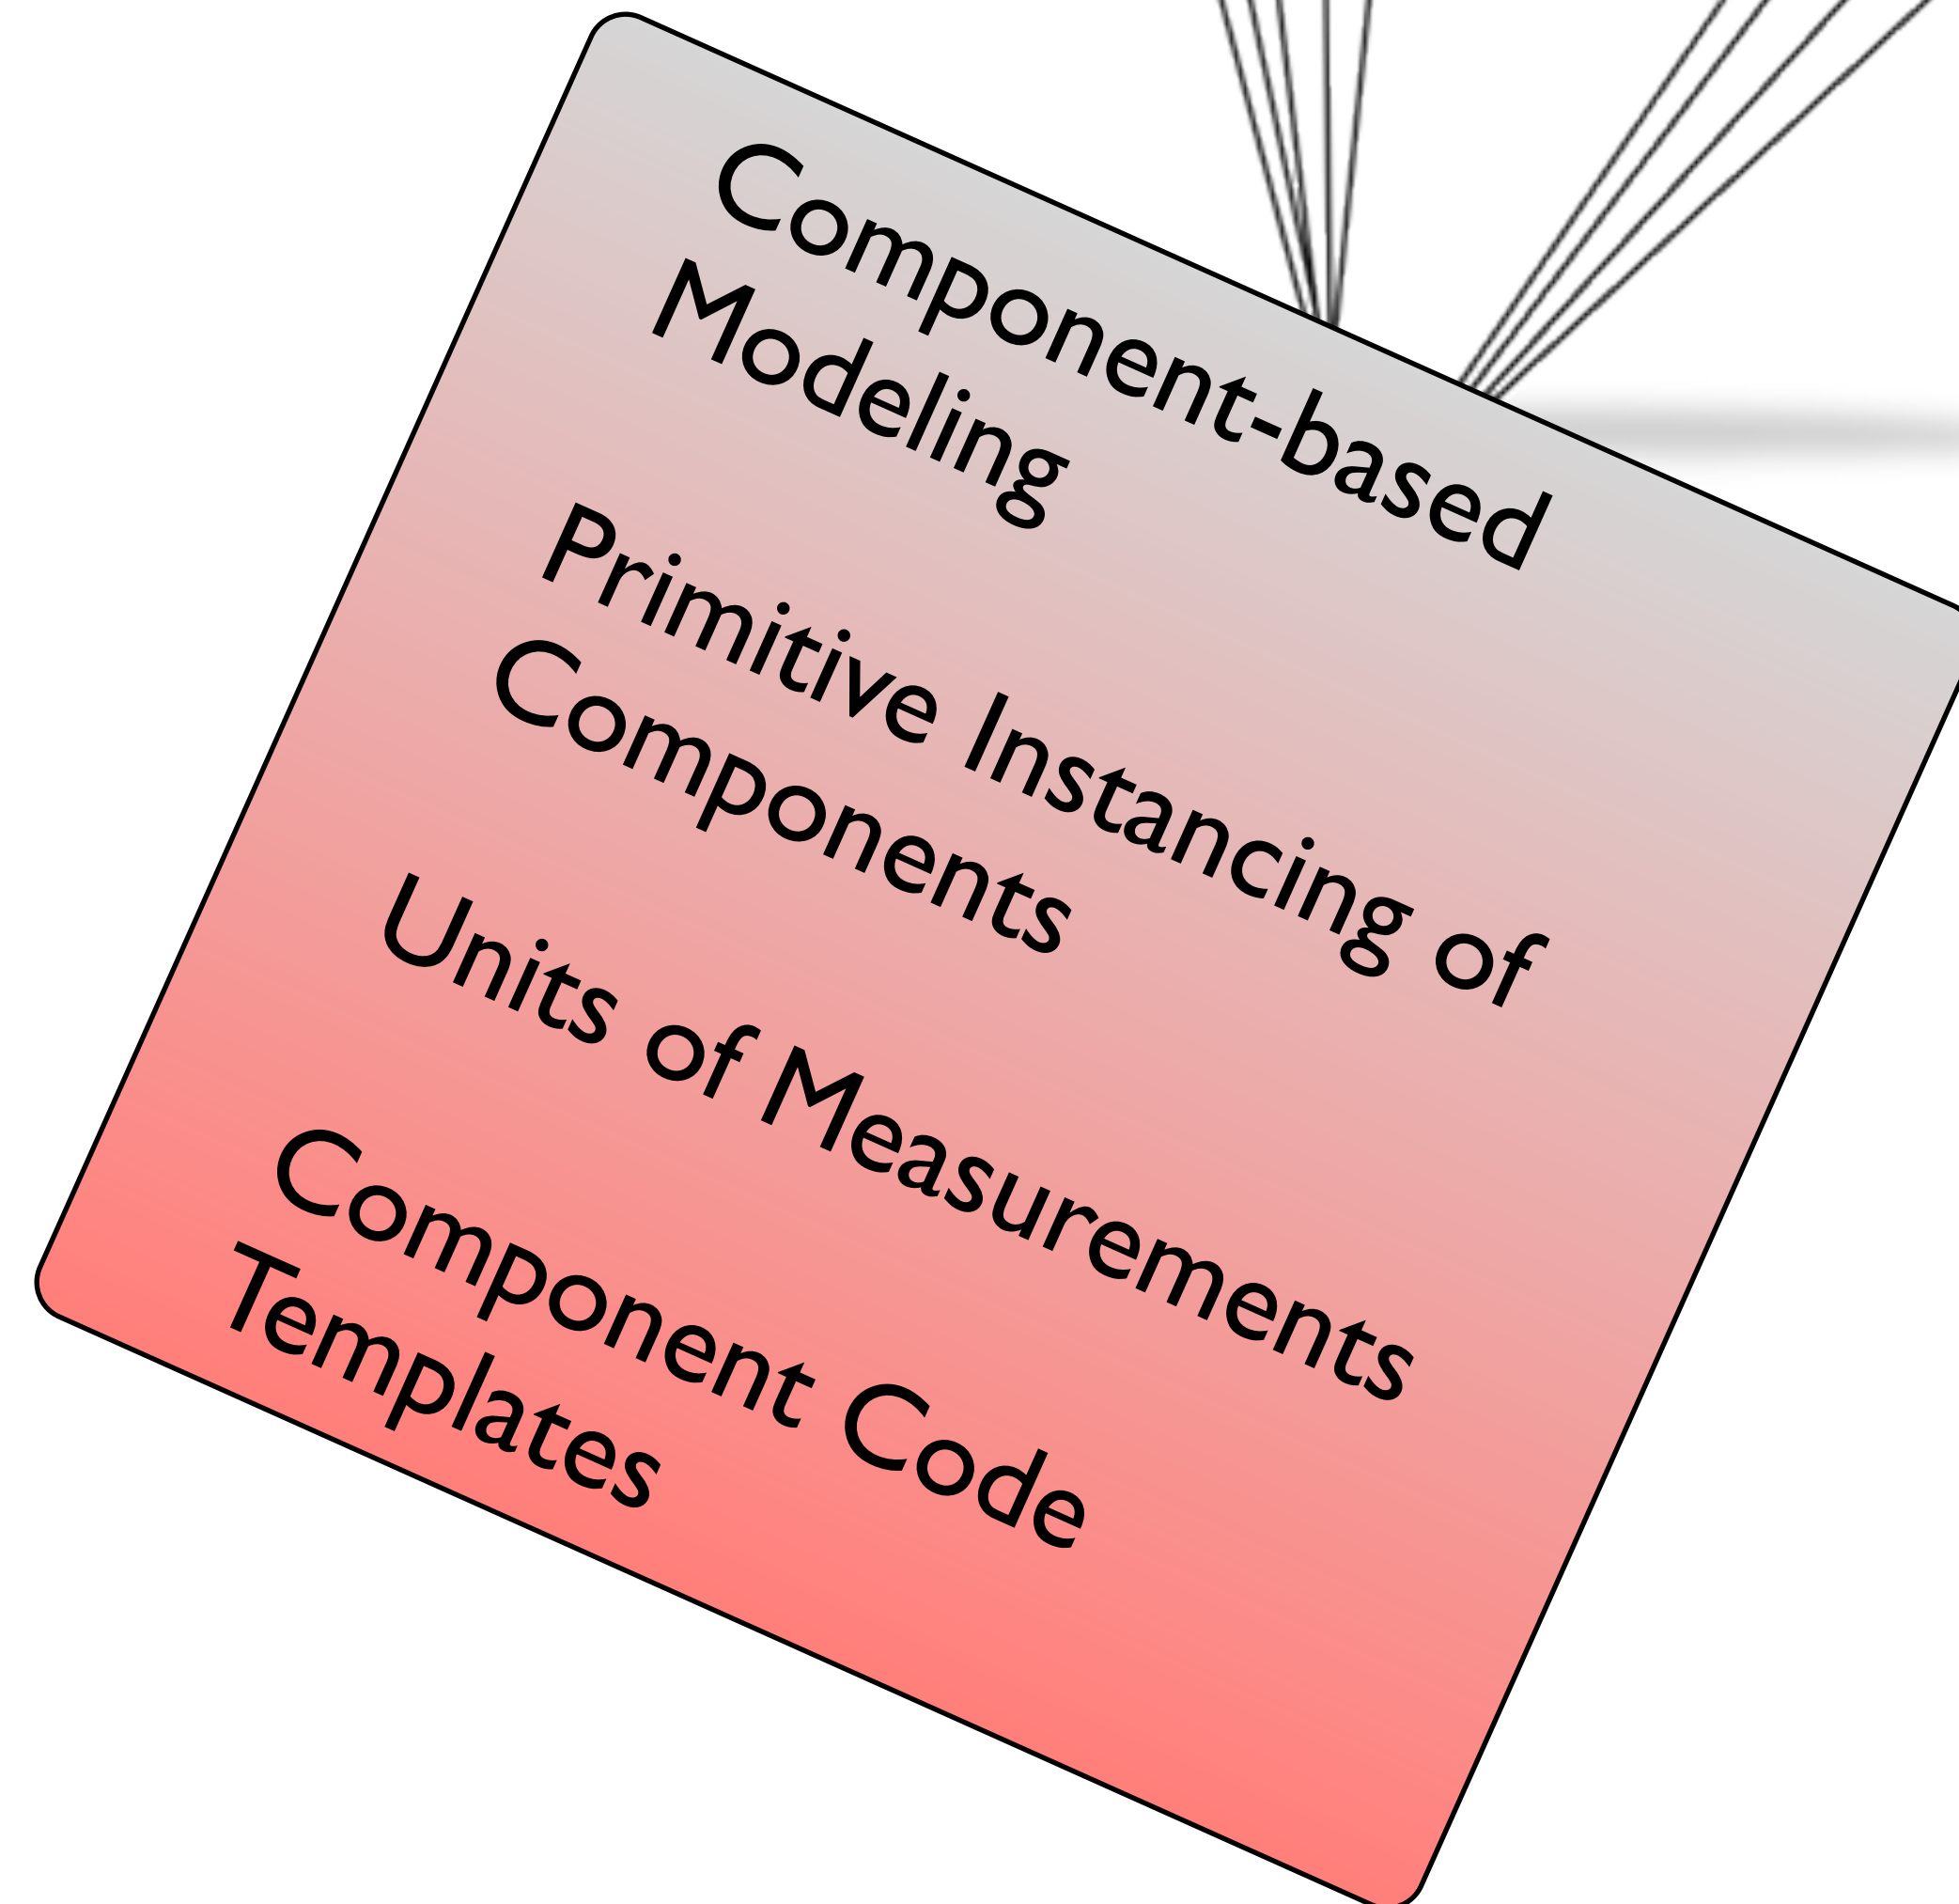 Component-based
Modeling
Primitive Instancing of
Components
Units of Measurements
Component Code
Templates